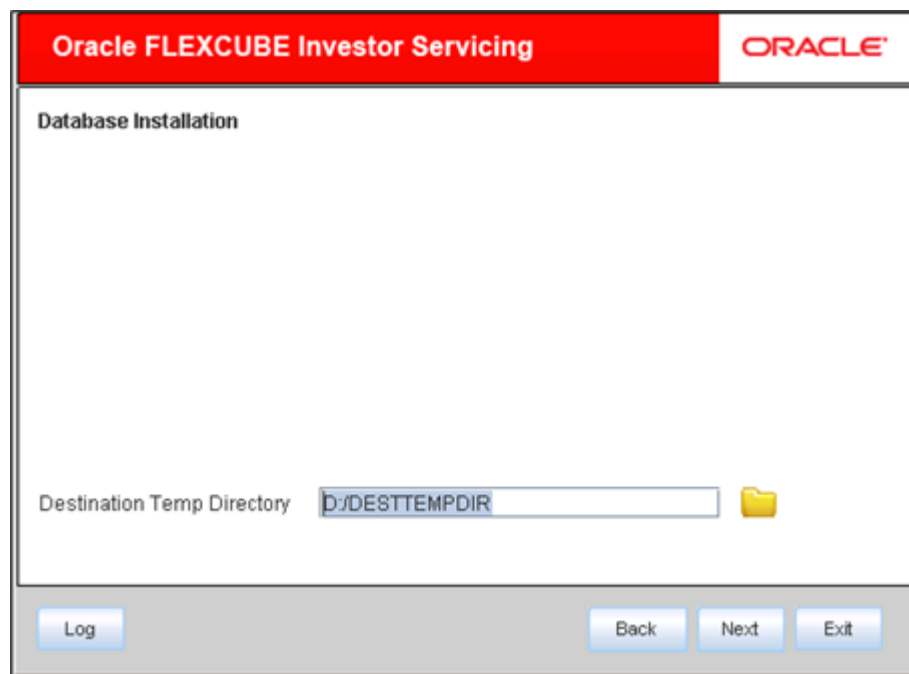 Oracle FLEXCUBE Investor Servicing
ORACLE
Database Installation
Destination Temp Directory D:/DESTTEMPDIR
Log Back Next Exit